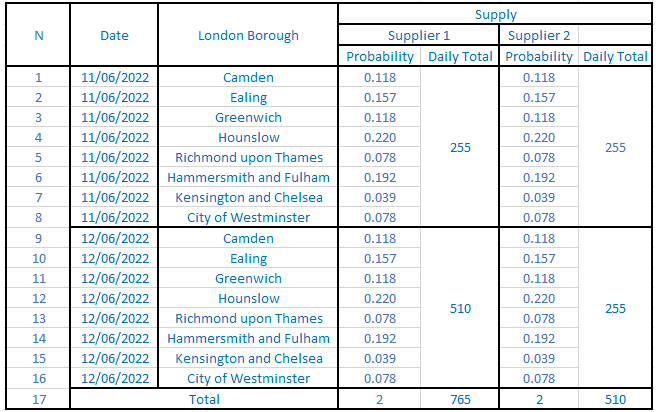 Supply
N Date London Borough Supplier 1 Supplier 2
Probability Daily Total Probability Daily Total
1 11/06/2022 Camden 0.118 0.118
2 11/06/2022 Ealing 0.157 0.157
3 11/06/2022 Greenwich 0.118 0.118
4 11/06/2022 Hounslow 0.220 255 0.220 255
5 11/06/2022 Richmond upon Thames 0.078 0.078
6 11/06/2022 Hammersmith and Fulham 0.192 0.192
7 11/06/2022 Kensington and Chelsea 0.039 0.039
8 11/06/2022 City of Westminster 0.078 0.078
9 12/06/2022 Camden 0.118 0.118
10 12/06/2022 Ealing 0.157 0.157
11 12/06/2022 Greenwich 0.118 0.118
12 12/06/2022 Hounslow 0.220 510 0.220 255
13 12/06/2022 Richmond upon Thames 0.078 0.078
14 12/06/2022 Hammersmith and Fulham 0.192 0.192
15 12/06/2022 Kensington and Chelsea 0.039 0.039
16 12/06/2022 City of Westminster 0.078 0.078
17 Total 2 765 2 510